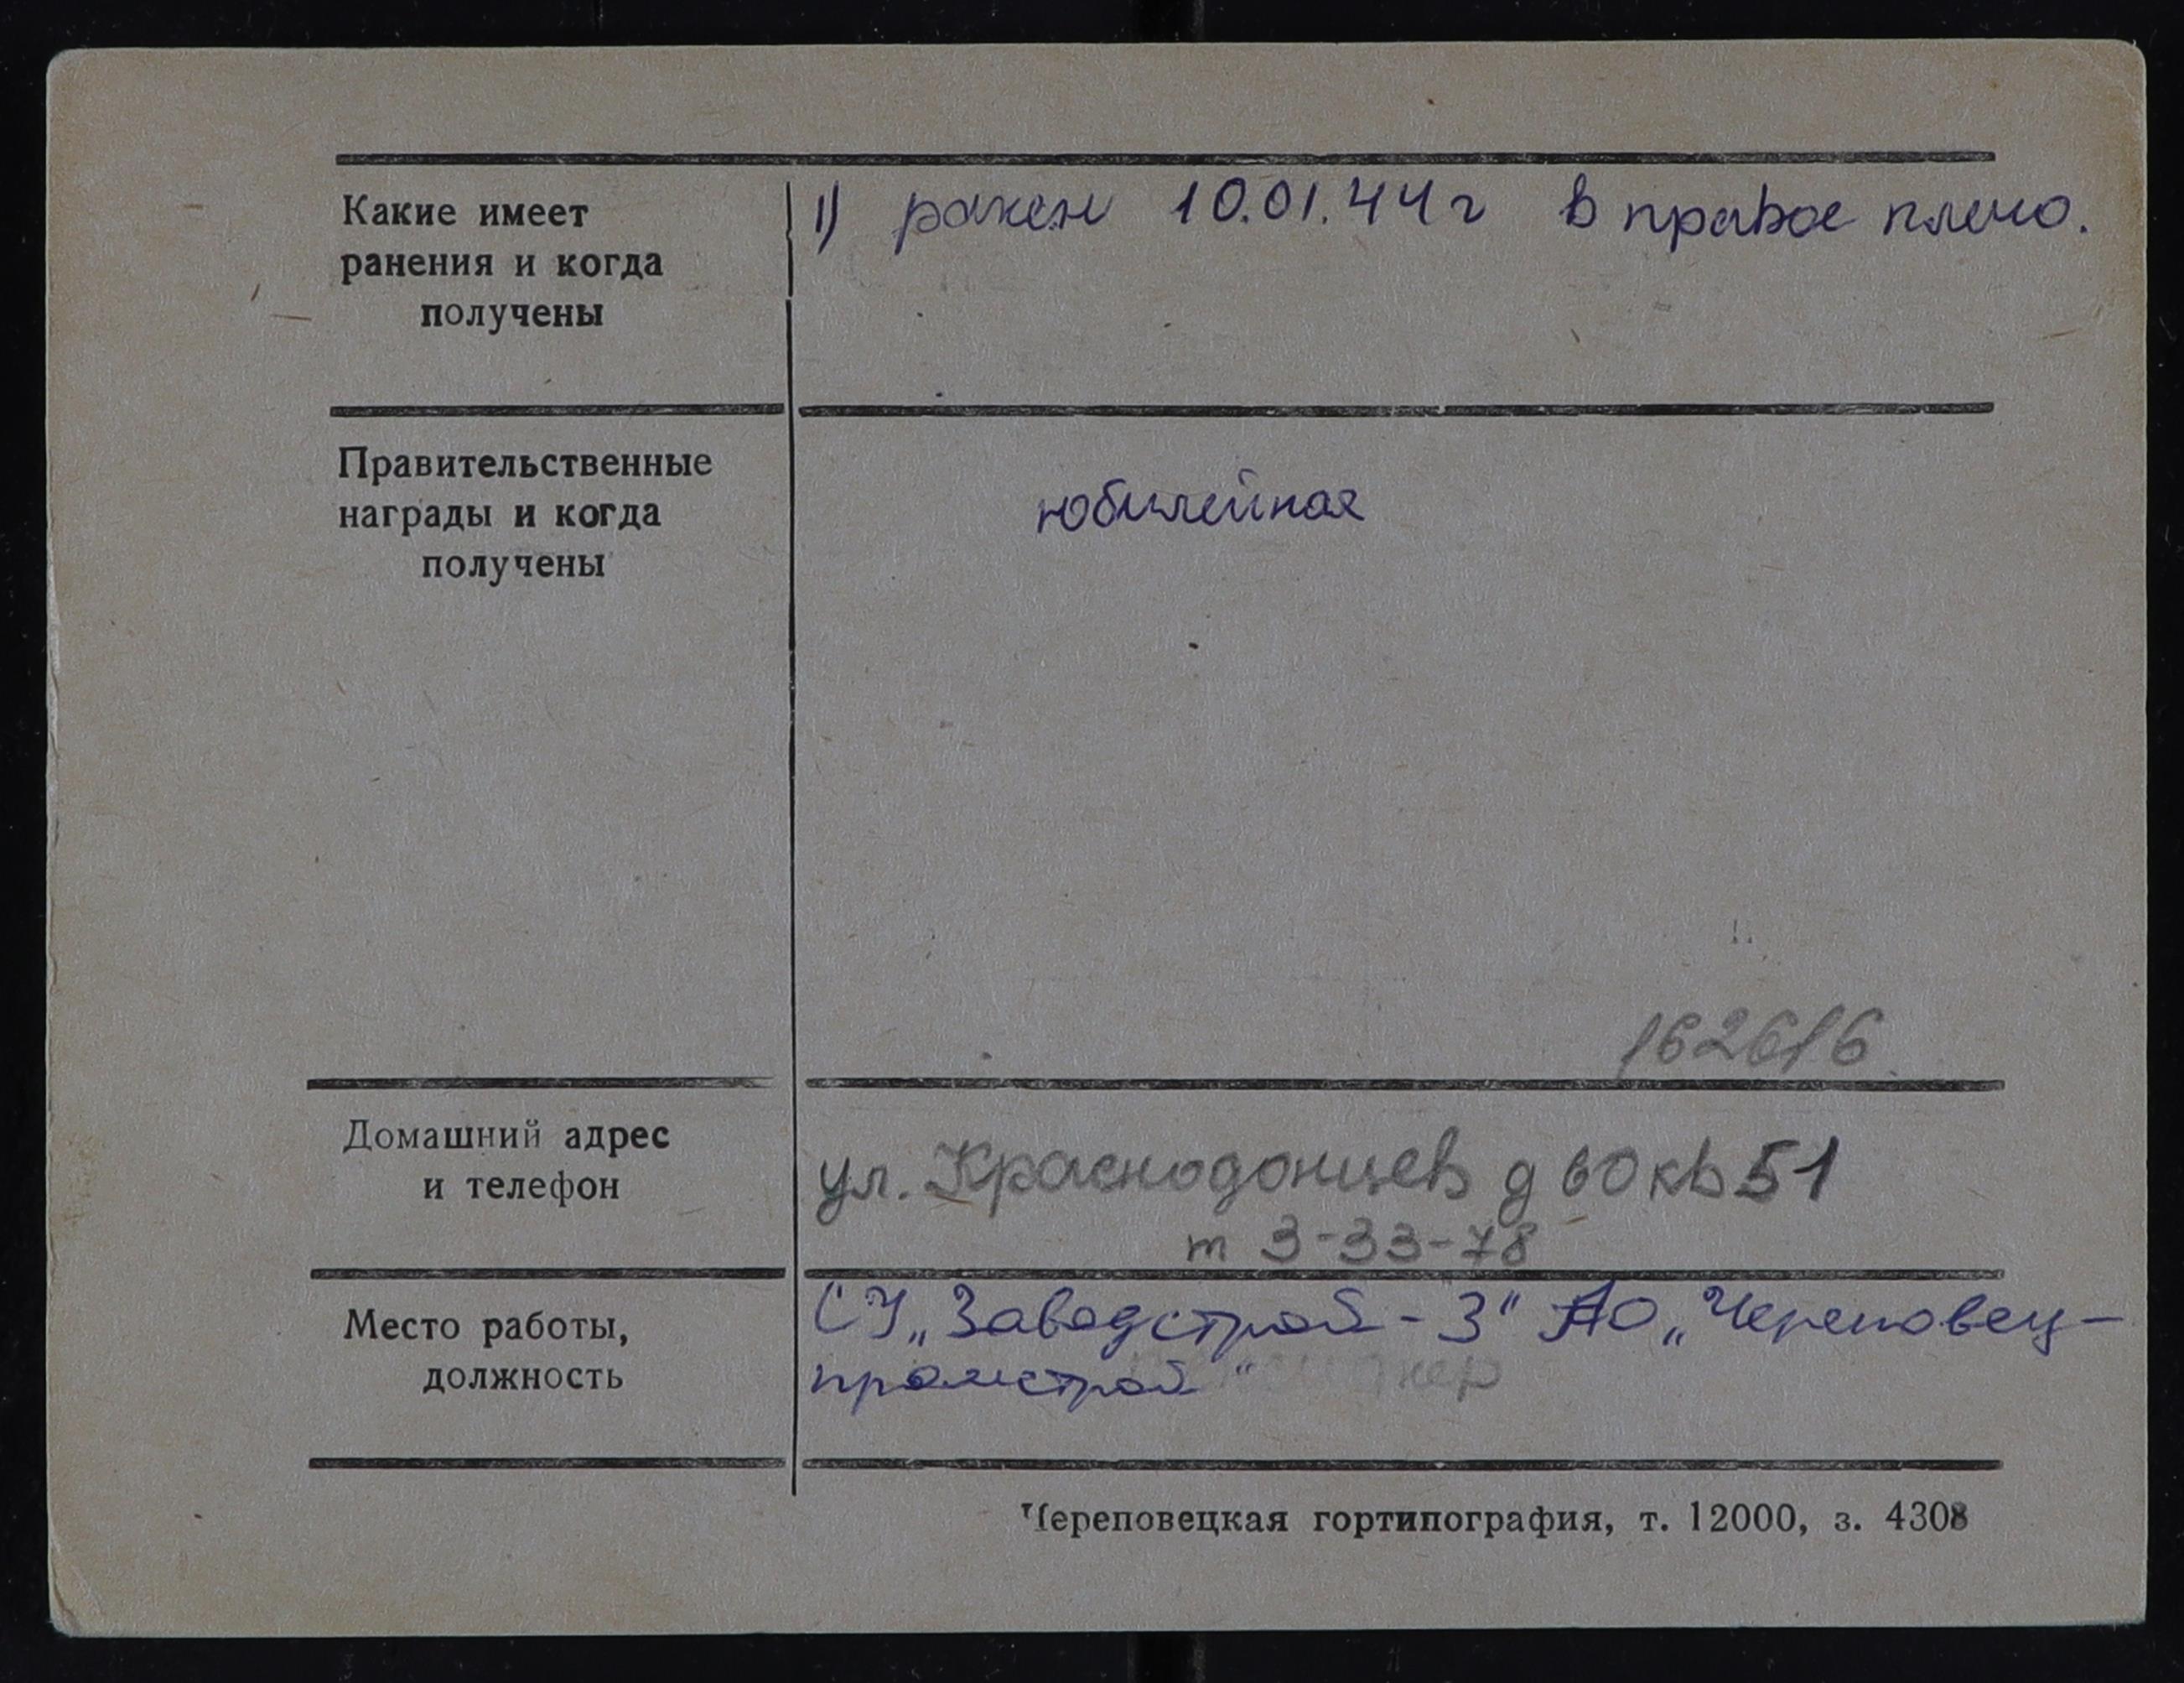 Какие имеет
ранения и когда
получены
1) ранен 10.01.44г в правое плечо.
Правительственные
награды и когда
получены
юбилейная
162616
Домашний адрес
и телефон
ул. Краснодонцев д 60 кв 51
т 3-33-78
Место работы,
должность
СУ „Заводстрой-3" АО „Череповец-
промстрой"
Череповецкая гортипография, т. 12000, з. 4308